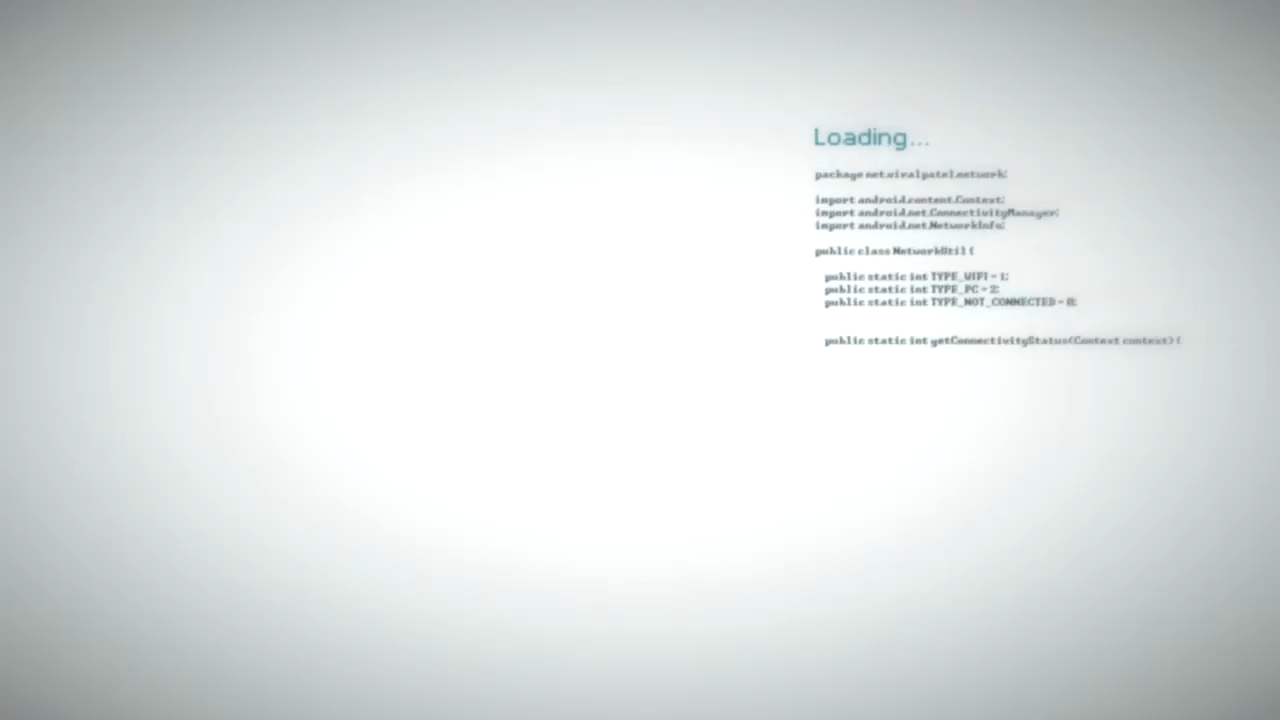 Loading...
package net.viralpatel.network;
import android.content.Context;
import android.net.ConnectivityManager;
import android.net.NetworkInfo;
public class NetworkUtil {
public static int TYPE_WIFI = 1;
public static int TYPE_PC = 2;
public static int TYPE_NOT_CONNECTED = 0;
public static int getConnectivityStatus(Context context) {